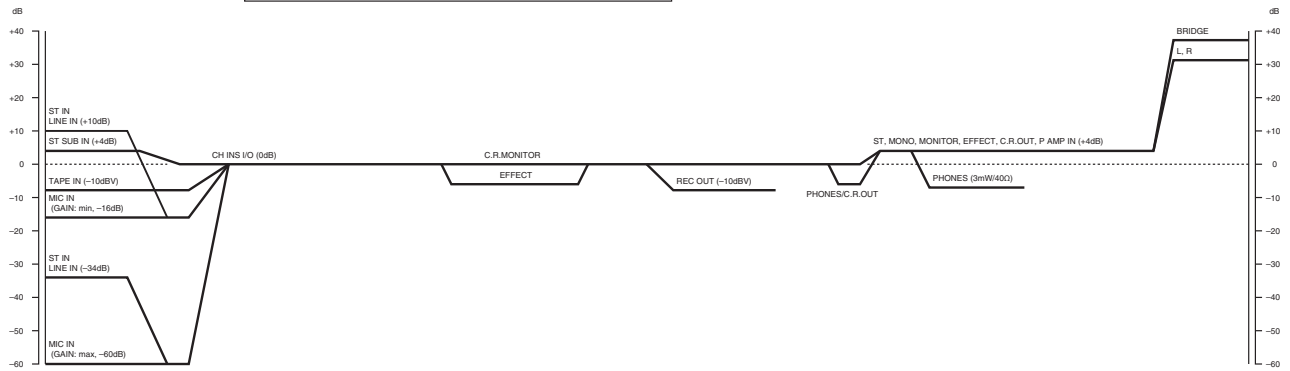 dB
dB
+40
+30
+20
+10
0
–10
–20
–30
–40
–50
–60
ST IN
LINE IN (+10dB)
ST SUB IN (+4dB)
TAPE IN (–10dBV)
MIC IN
(GAIN: min, –16dB)
ST IN
LINE IN (–34dB)
MIC IN
(GAIN: max, –60dB)
CH INS I/O (0dB)
C.R.MONITOR
EFFECT
REC OUT (–10dBV)
PHONES/C.R.OUT
ST, MONO, MONITOR, EFFECT, C.R.OUT, P AMP IN (+4dB)
PHONES (3mW/40Ω)
BRIDGE
L, R
+40
+30
+20
+10
0
–10
–20
–30
–40
–50
–60